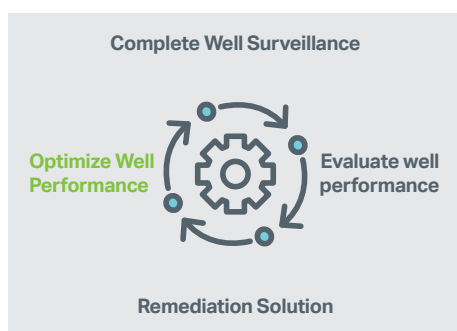 Complete Well Surveillance
Optimize Well
Performance
Evaluate well
performance
Remediation Solution